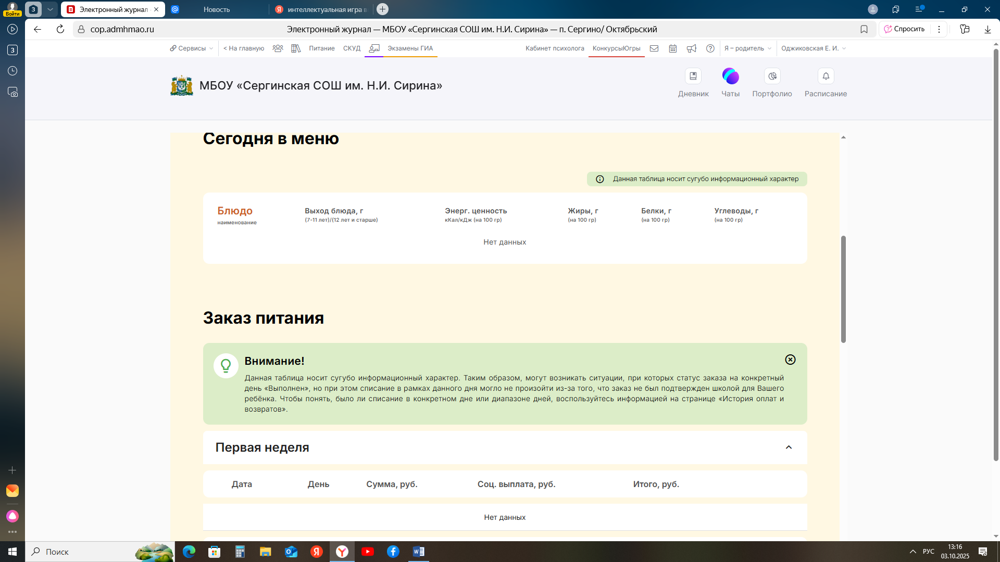 Войти
3
Электронный журнал -
Новость
интеллектуальная игра в
cop.admhmao.ru
Электронный журнал — МБОУ «Сергинская СОШ им. Н.И. Сирина» — п. Сергино/ Октябрьский
Спросить
3
Сервисы
< На главную
Питание
СКУД
Экзамены ГИА
Кабинет психолога
КонкурсыЮгры
Я – родитель
Оджиковская Е. И.
МБОУ «Сергинская СОШ им. Н.И. Сирина»
Дневник
Чаты
Портфолио
Расписание
Сегодня в меню
Данная таблица носит сугубо информационный характер
Блюдо
наименование
Выход блюда, г
(7-11 лет)/(12 лет и старше)
Энерг. ценность
кКал/кДж (на 100 гр)
Жиры, г
(на 100 гр)
Белки, г
(на 100 гр)
Углеводы, г
(на 100 гр)
Нет данных
Заказ питания
Внимание!
Данная таблица носит сугубо информационный характер. Таким образом, могут возникать ситуации, при которых статус заказа на конкретный
день «Выполнен», но при этом списание в рамках данного дня могло не произойти из-за того, что заказ не был подтвержден школой для Вашего
ребёнка. Чтобы понять, было ли списание в конкретном дне или диапазоне дней, воспользуйтесь информацией на странице «История оплат и
возвратов».
Первая неделя
Дата
День
Сумма, руб.
Соц. выплата, руб.
Итого, руб.
Нет данных
Поиск
РУС
13:16
03.10.2025